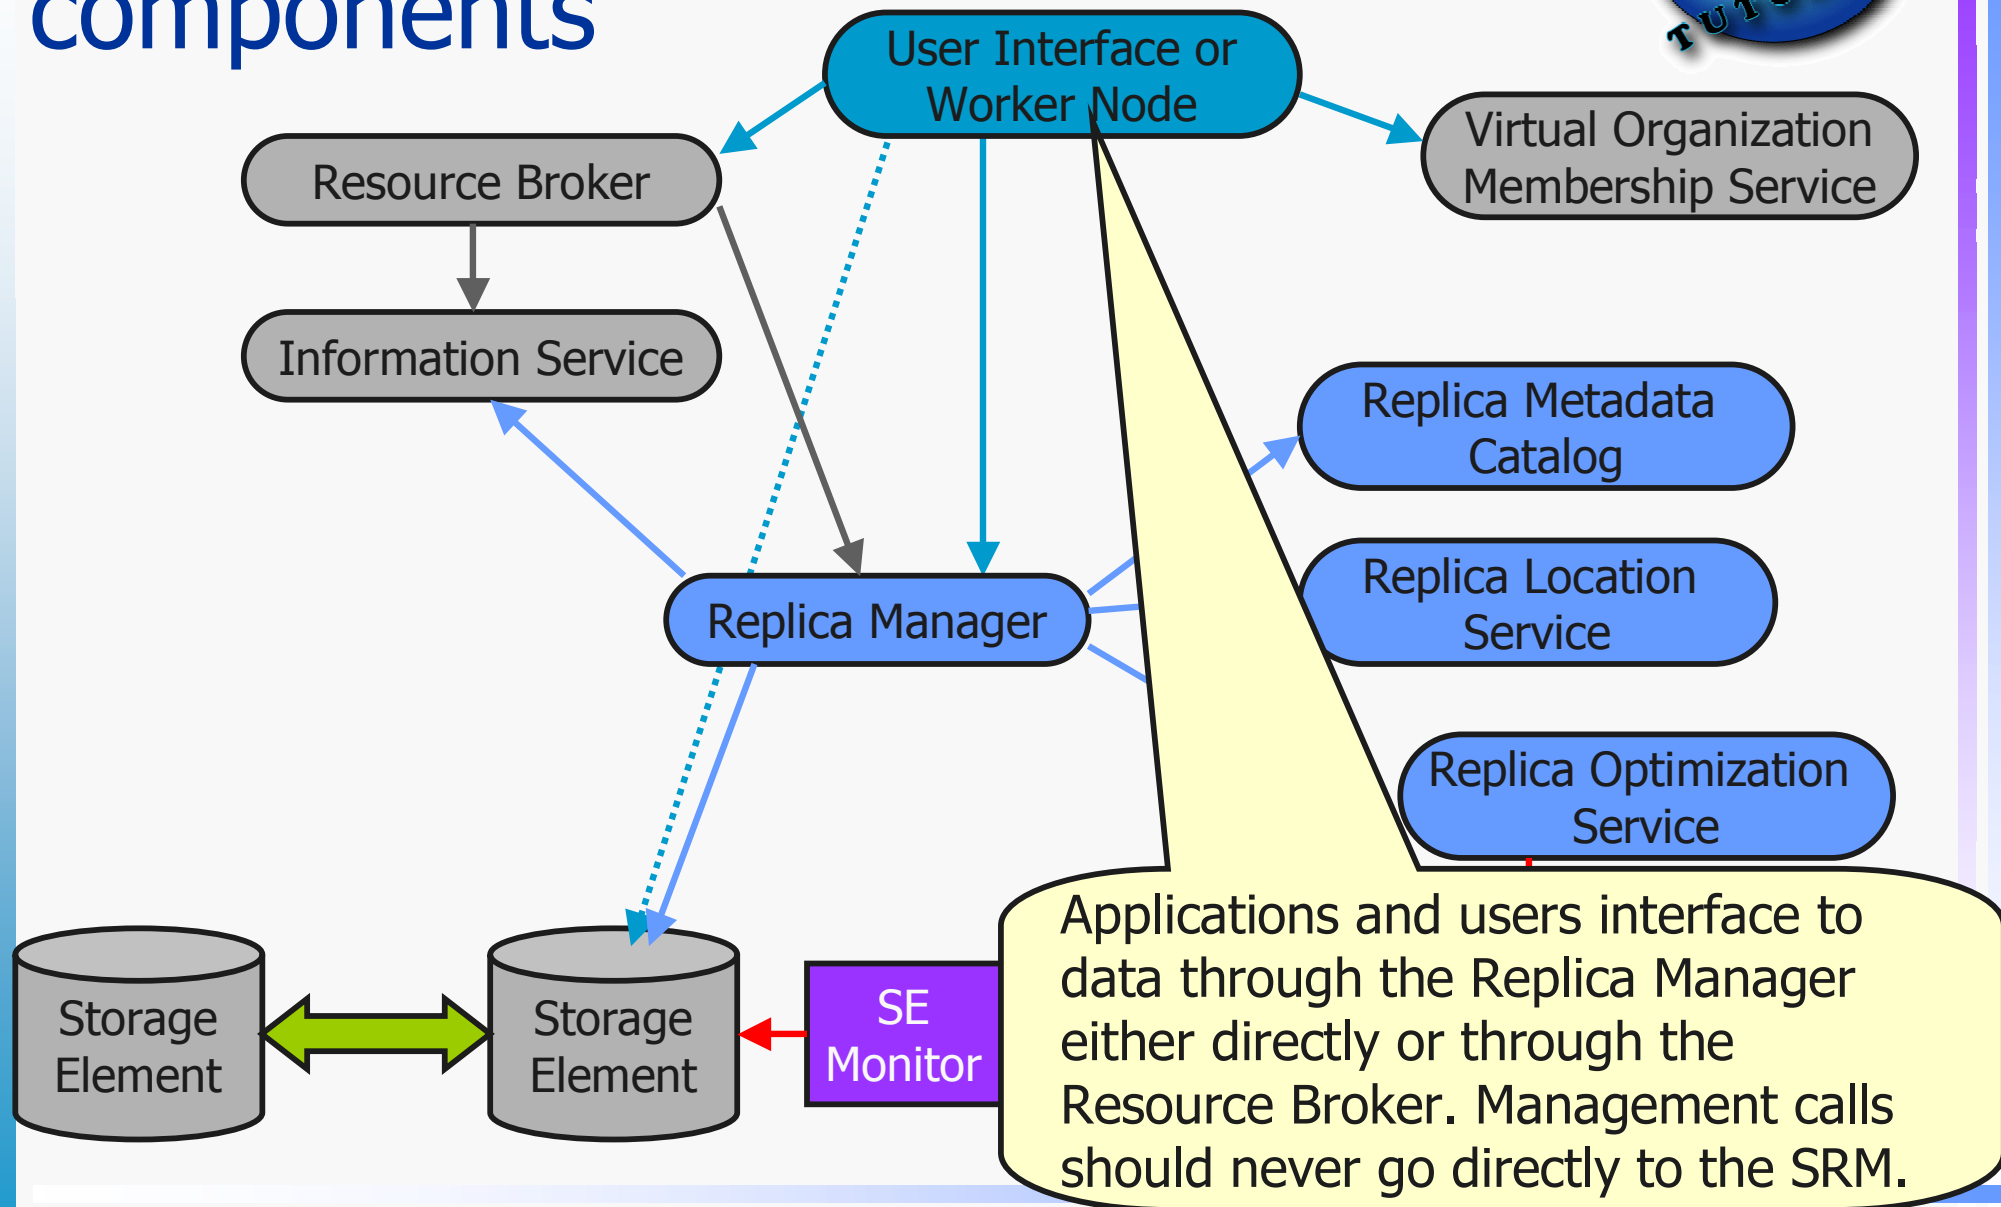 components
User Interface or
Worker Node
Virtual Organization
Membership Service
Resource Broker
Information Service
Replica Metadata
Catalog
Replica Location
Service
Replica Manager
Replica Optimization
Service
Storage
Element
Storage
Element
SE
Monitor
Applications and users interface to
data through the Replica Manager
either directly or through the
Resource Broker. Management calls
should never go directly to the SRM.